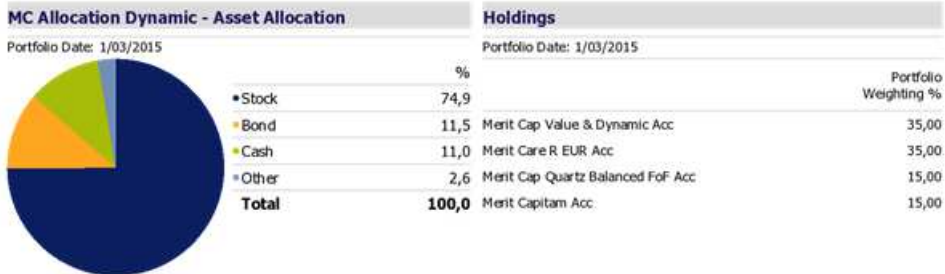 MC Allocation Dynamic - Asset Allocation
Portfolio Date: 1/03/2015
%
Stock 74,9
Bond 11,5
Cash 11,0
Other 2,6
Total 100,0
Holdings
Portfolio Date: 1/03/2015
Portfolio
Weighting %
Merit Cap Value & Dynamic Acc 35,00
Merit Care R EUR Acc 35,00
Merit Cap Quartz Balanced FoF Acc 15,00
Merit Capitam Acc 15,00